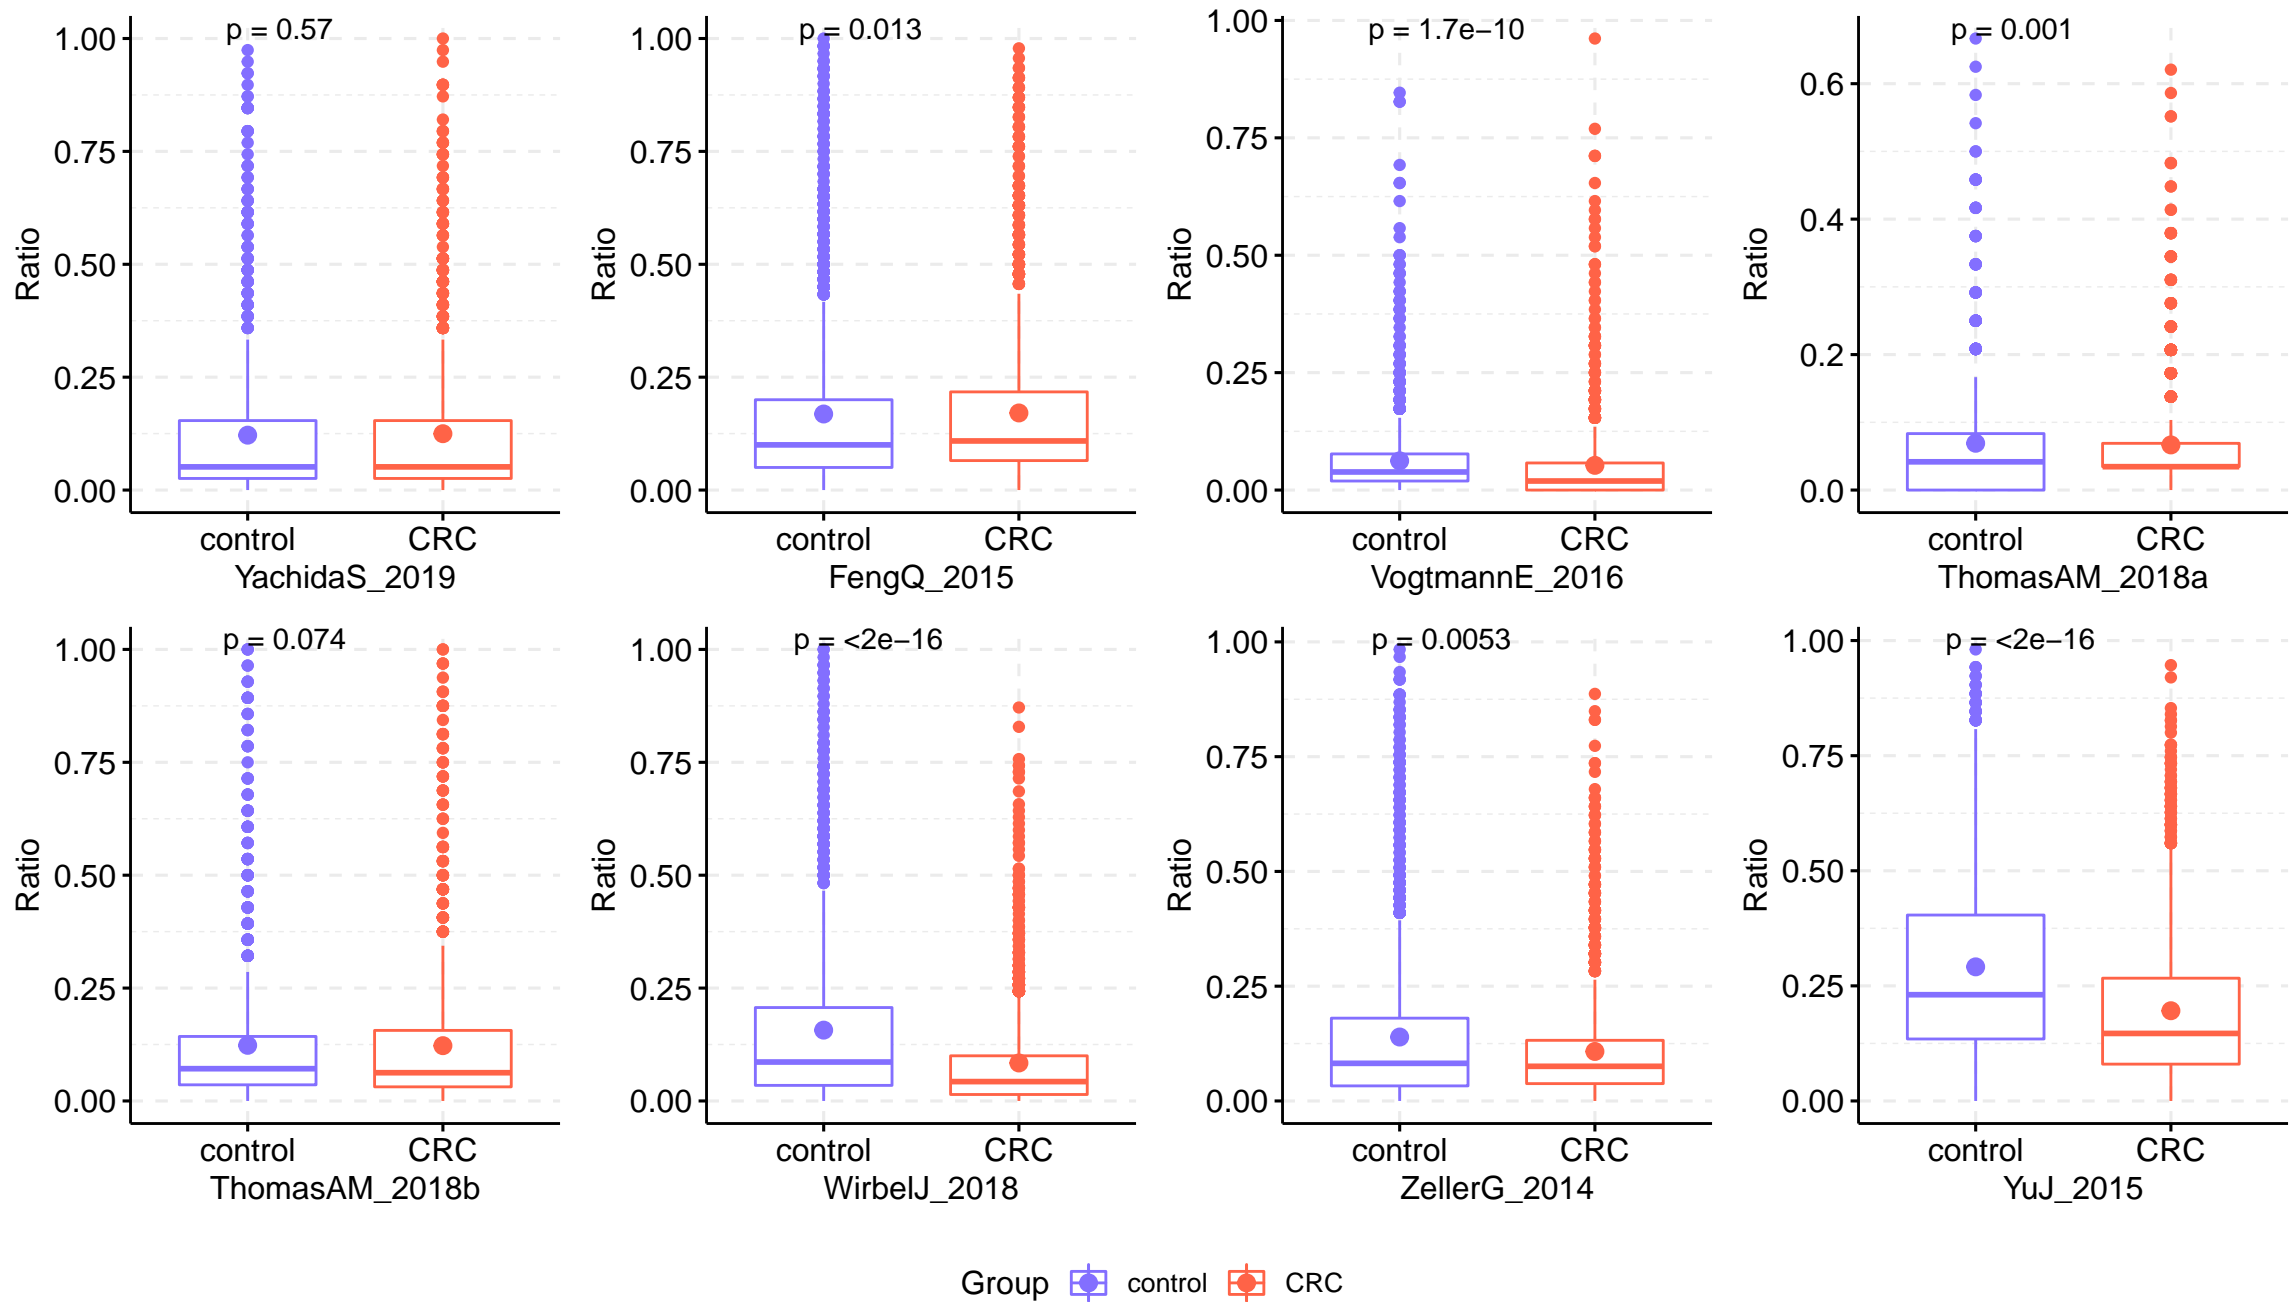 p = 0.57
1.00
0.75
0.50
0.25
0.00
Ratio
control CRC
YachidaS_2019
p = 0.013
1.00
0.75
0.50
0.25
0.00
Ratio
control CRC
FengQ_2015
p = 1.7e−10
1.00
0.75
0.50
0.25
0.00
Ratio
control CRC
VogtmannE_2016
p = 0.001
0.6
0.4
0.2
0.0
Ratio
control CRC
ThomasAM_2018a
p = 0.074
1.00
0.75
0.50
0.25
0.00
Ratio
control CRC
ThomasAM_2018b
p = <2e−16
1.00
0.75
0.50
0.25
0.00
Ratio
control CRC
WirbelJ_2018
p = 0.0053
1.00
0.75
0.50
0.25
0.00
Ratio
control CRC
ZellerG_2014
p = <2e−16
1.00
0.75
0.50
0.25
0.00
Ratio
control CRC
YuJ_2015
Group control CRC